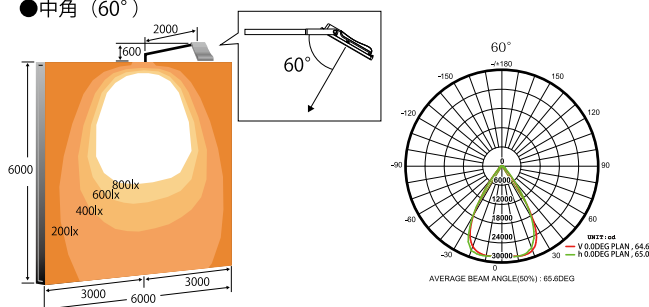 ●中角（60°）
2000
600
60°
6000
800lx
600lx
400lx
200lx
3000
3000
6000
60°
-/+180
-150
150
-120
120
-90
90
-60
60
-30
30
0
0
6000
12000
18000
24000
30000
UNIT:cd
V 0.0DEG PLAN , 64.6
h 0.0DEG PLAN , 65.0
AVERAGE BEAM ANGLE(50%) : 65.6DEG